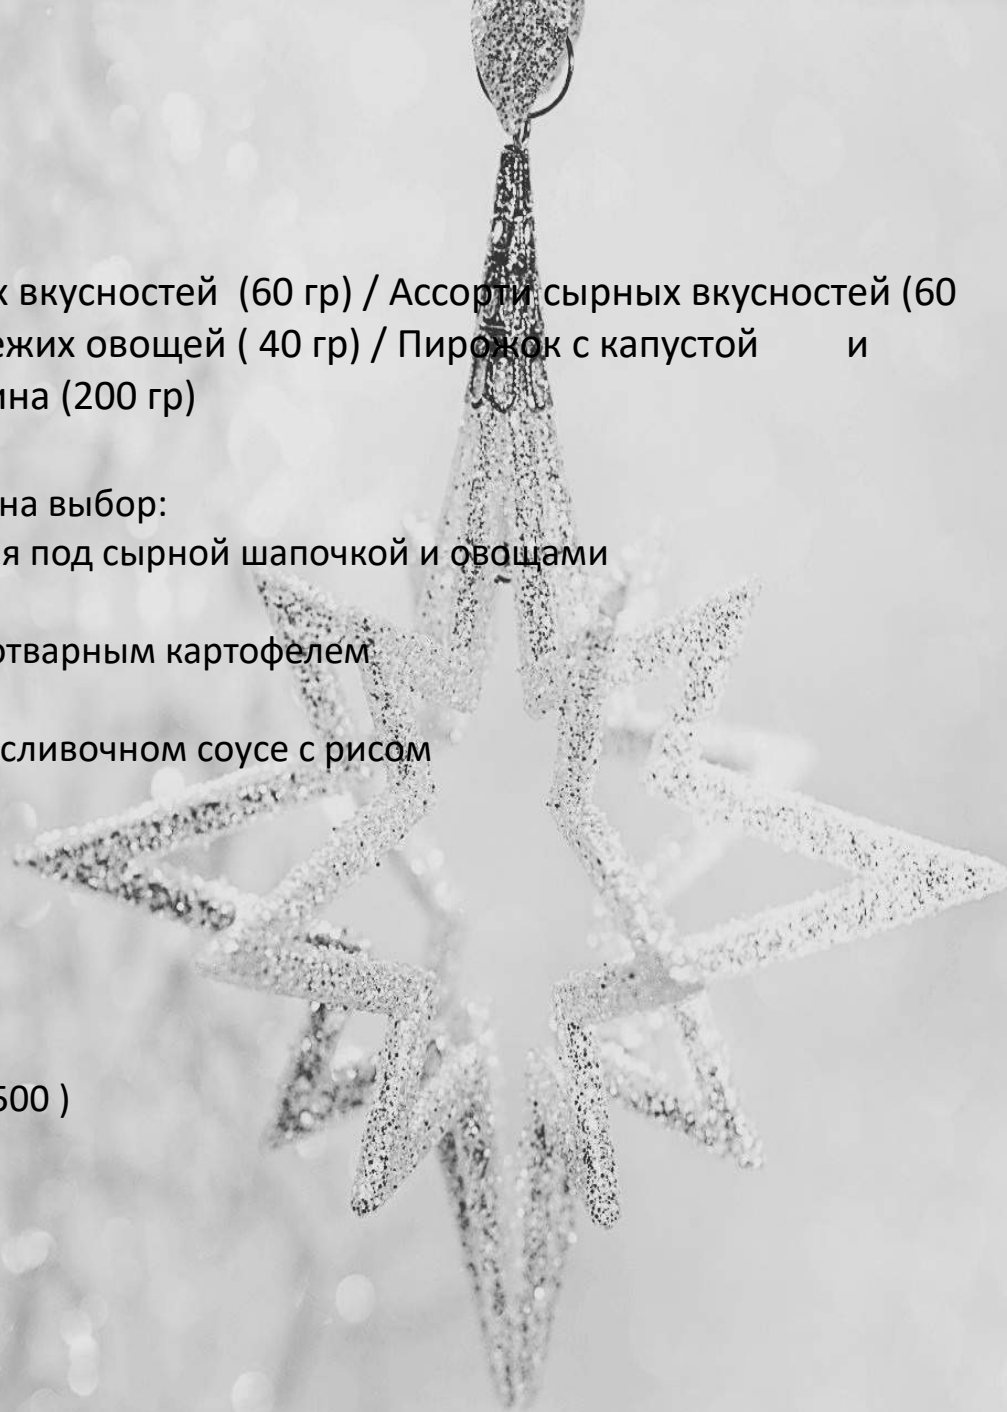 х вкусностей (60 гр) / Ассорти сырных вкусностей (60
ежих овощей ( 40 гр) / Пирожок с капустой и
ина (200 гр)
на выбор:
я под сырной шапочкой и овощами
отварным картофелем
сливочном соусе с рисом
500 )